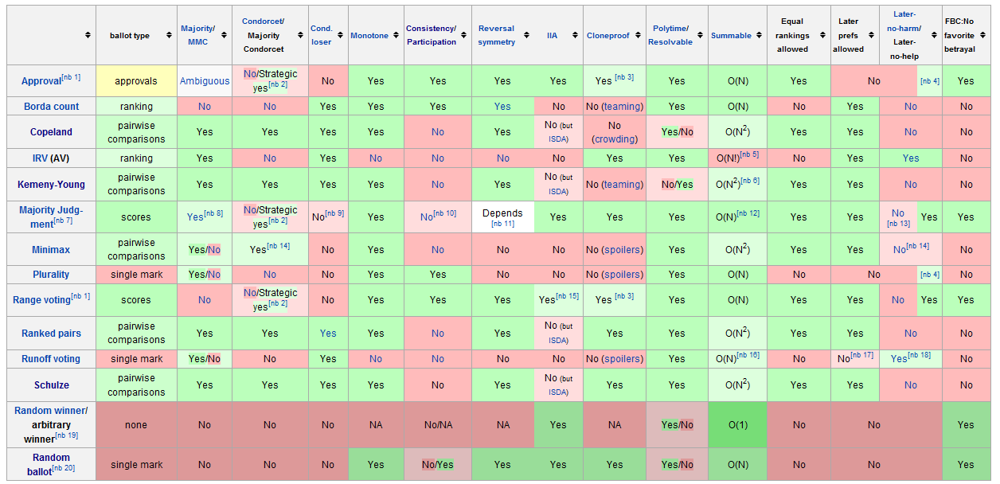 ballot type Majority/ MMC Condorcet/ Majority Condorcet Cond. loser Monotone Consistency/ Participation Reversal symmetry IIA Cloneproof Polytime/ Resolvable Summable Equal rankings allowed Later prefs allowed Later-no-harm/ Later-no-help FBC:No favorite betrayal
Approval[nb 1] approvals Ambiguous No/Strategic yes[nb 2] No Yes Yes Yes Yes Yes [nb 3] Yes O(N) Yes No [nb 4] Yes
Borda count ranking No No Yes Yes Yes Yes No No (teaming) Yes O(N) No Yes No No
Copeland pairwise comparisons Yes Yes Yes Yes No Yes No (but ISDA) No (crowding) Yes/No O(N2) Yes Yes No No
IRV (AV) ranking Yes No Yes No No No No Yes Yes O(N!)[nb 5] No Yes Yes No
Kemeny-Young pairwise comparisons Yes Yes Yes Yes No Yes No (but ISDA) No (teaming) No/Yes O(N2)[nb 6] Yes Yes No No
Majority Judg-ment[nb 7] scores Yes[nb 8] No/Strategic yes[nb 2] No[nb 9] Yes No[nb 10] Depends [nb 11] Yes Yes Yes O(N)[nb 12] Yes Yes No [nb 13] Yes Yes
Minimax pairwise comparisons Yes/No Yes[nb 14] No Yes No No No No (spoilers) Yes O(N2) Yes Yes No[nb 14] No
Plurality single mark Yes/No No No Yes Yes No No No (spoilers) Yes O(N) No No [nb 4] No
Range voting[nb 1] scores No No/Strategic yes[nb 2] No Yes Yes Yes Yes[nb 15] Yes [nb 3] Yes O(N) Yes Yes No Yes Yes
Ranked pairs pairwise comparisons Yes Yes Yes Yes No Yes No (but ISDA) Yes Yes O(N2) Yes Yes No No
Runoff voting single mark Yes/No No Yes No No No No No (spoilers) Yes O(N)[nb 16] No No[nb 17] Yes[nb 18] No
Schulze pairwise comparisons Yes Yes Yes Yes No Yes No (but ISDA) Yes Yes O(N2) Yes Yes No No
Random winner/ arbitrary winner[nb 19] none No No No NA No/NA NA Yes NA Yes/No O(1) No No Yes
Random ballot[nb 20] single mark No No No Yes No/Yes Yes Yes Yes Yes/No O(N) No No Yes